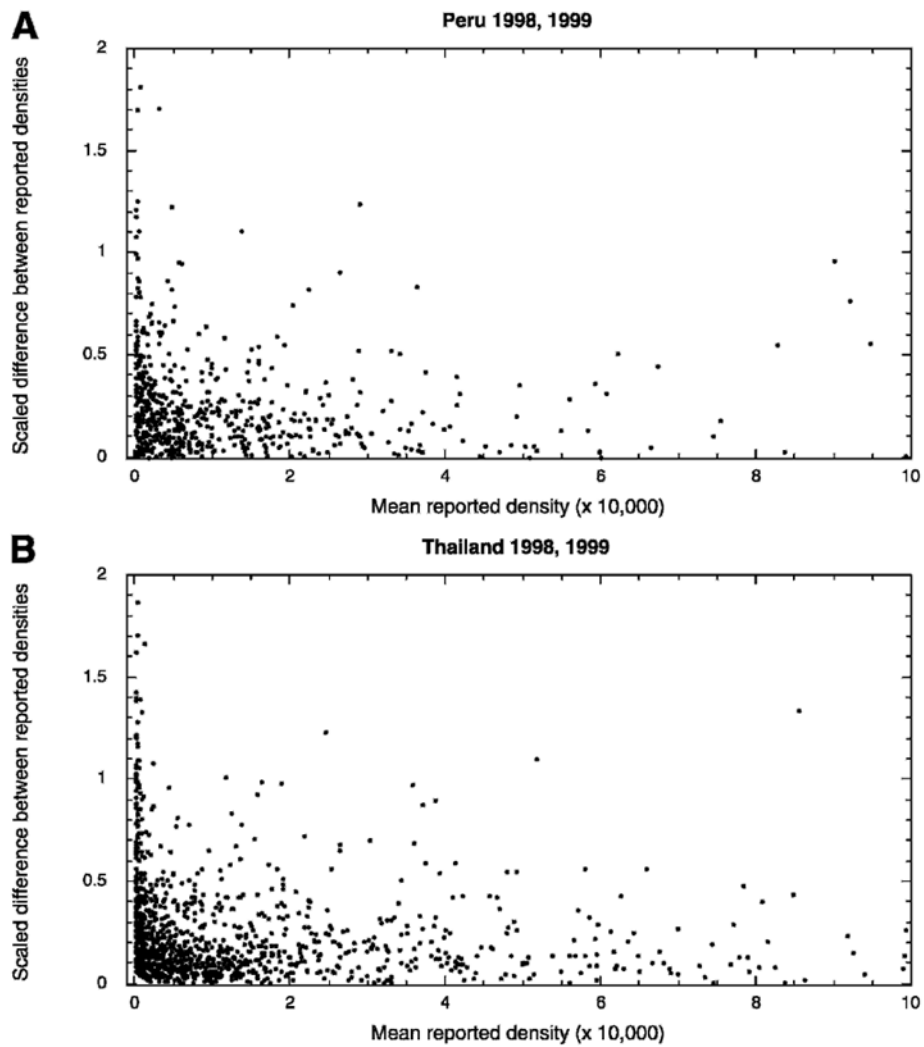 A
Peru 1998, 1999
Scaled difference between reported densities
2
1.5
1
0.5
0
0 2 4 6 8 10
Mean reported density (x 10,000)
B
Thailand 1998, 1999
Scaled difference between reported densities
2
1.5
1
0.5
0
0 2 4 6 8 10
Mean reported density (x 10,000)